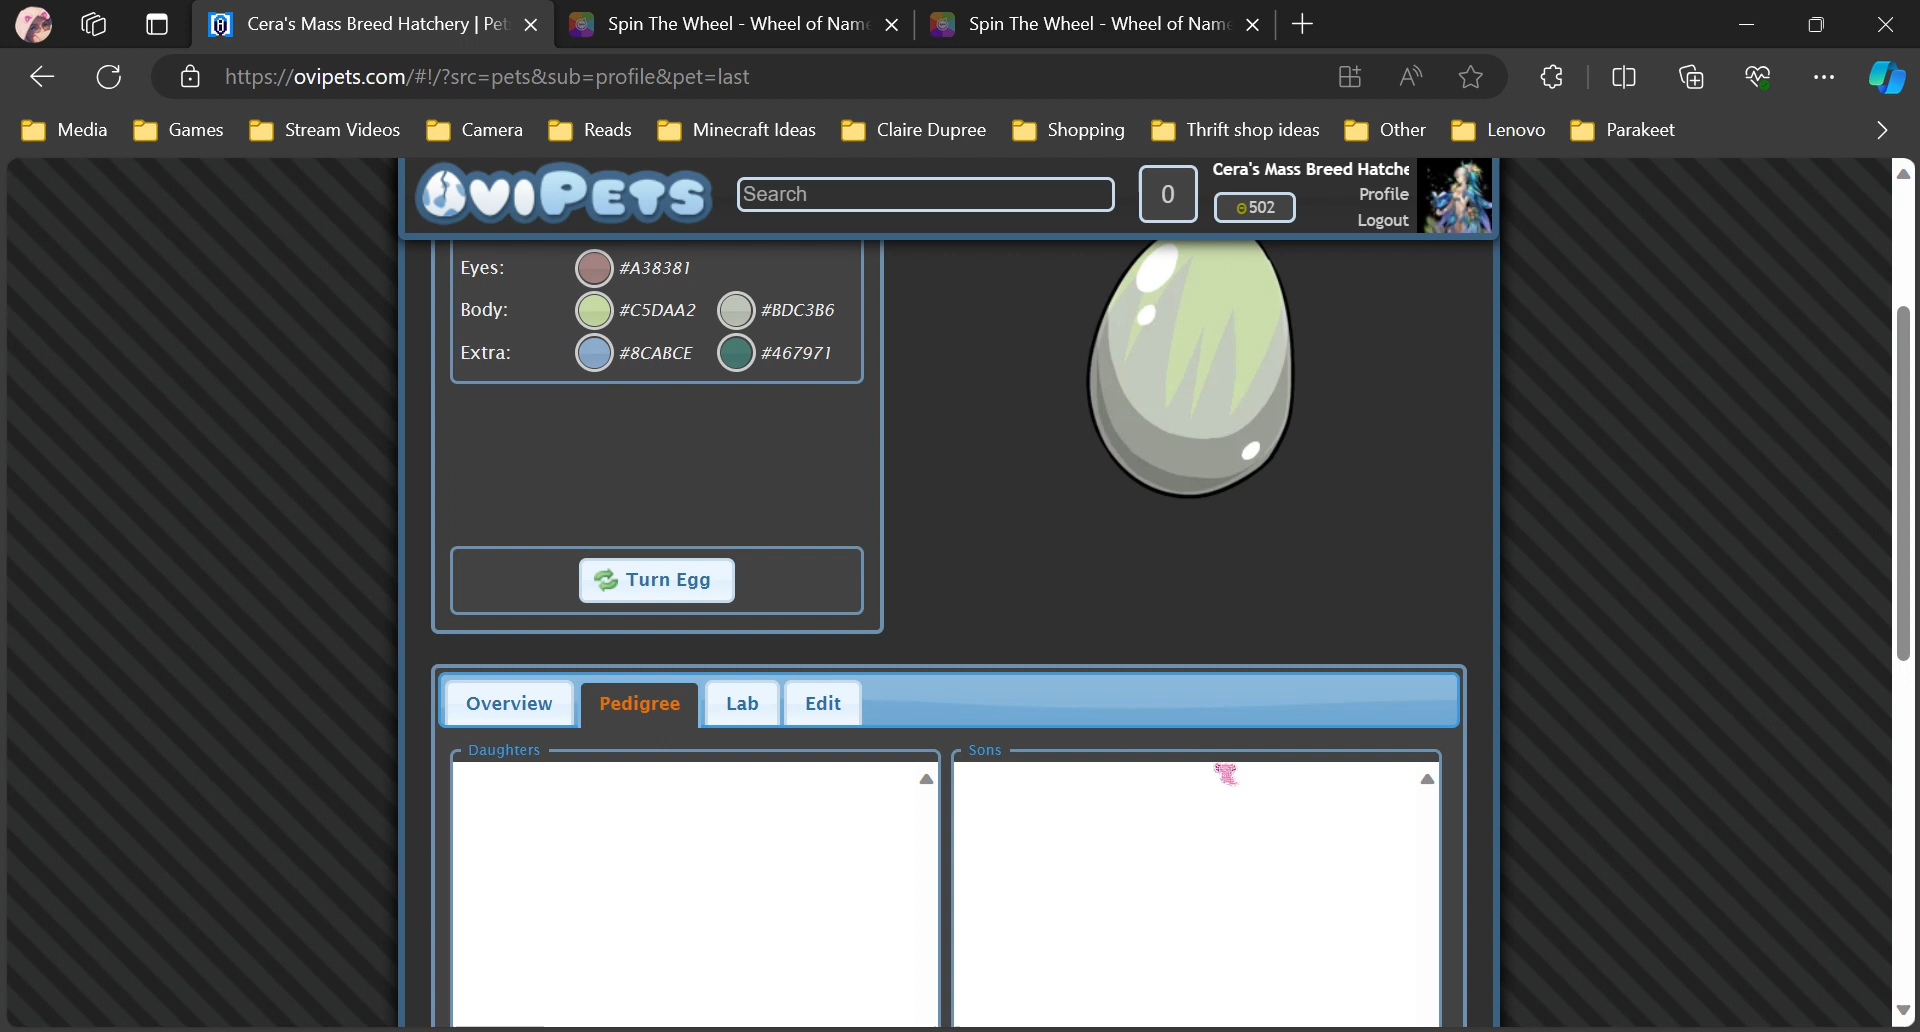 Cera's Mass Breed Hatchery | Pet
Spin The Wheel - Wheel of Name
Spin The Wheel - Wheel of Name
https://ovipets.com/#!/?src=pets&sub=profile&pet=last
Media
Games
Stream Videos
Camera
Reads
Minecraft Ideas
Claire Dupree
Shopping
Thrift shop ideas
Other
Lenovo
Parakeet
OviPets
Search
0
Cera's Mass Breed Hatche
502
Profile
Logout
Eyes: #A38381
Body: #C5DAA2 #BDC3B6
Extra: #8CABCE #467971
Turn Egg
Overview
Pedigree
Lab
Edit
Daughters
Sons